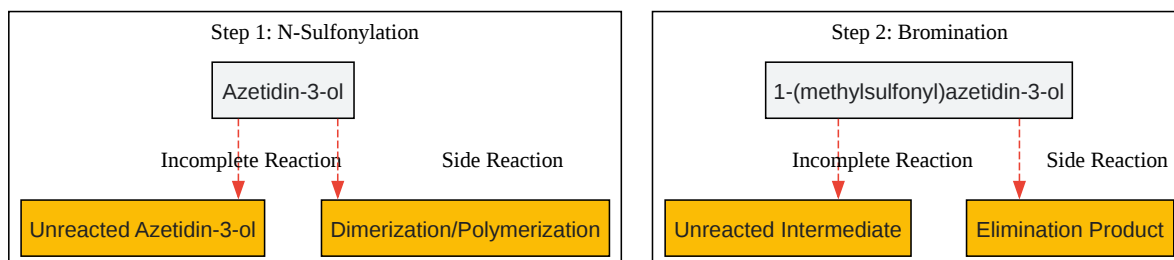 Step 1: N-Sulfonylation
Azetidin-3-ol
Incomplete Reaction
Side Reaction
Unreacted Azetidin-3-ol
Dimerization/Polymerization
Step 2: Bromination
1-(methylsulfonyl)azetidin-3-ol
Incomplete Reaction
Side Reaction
Unreacted Intermediate
Elimination Product